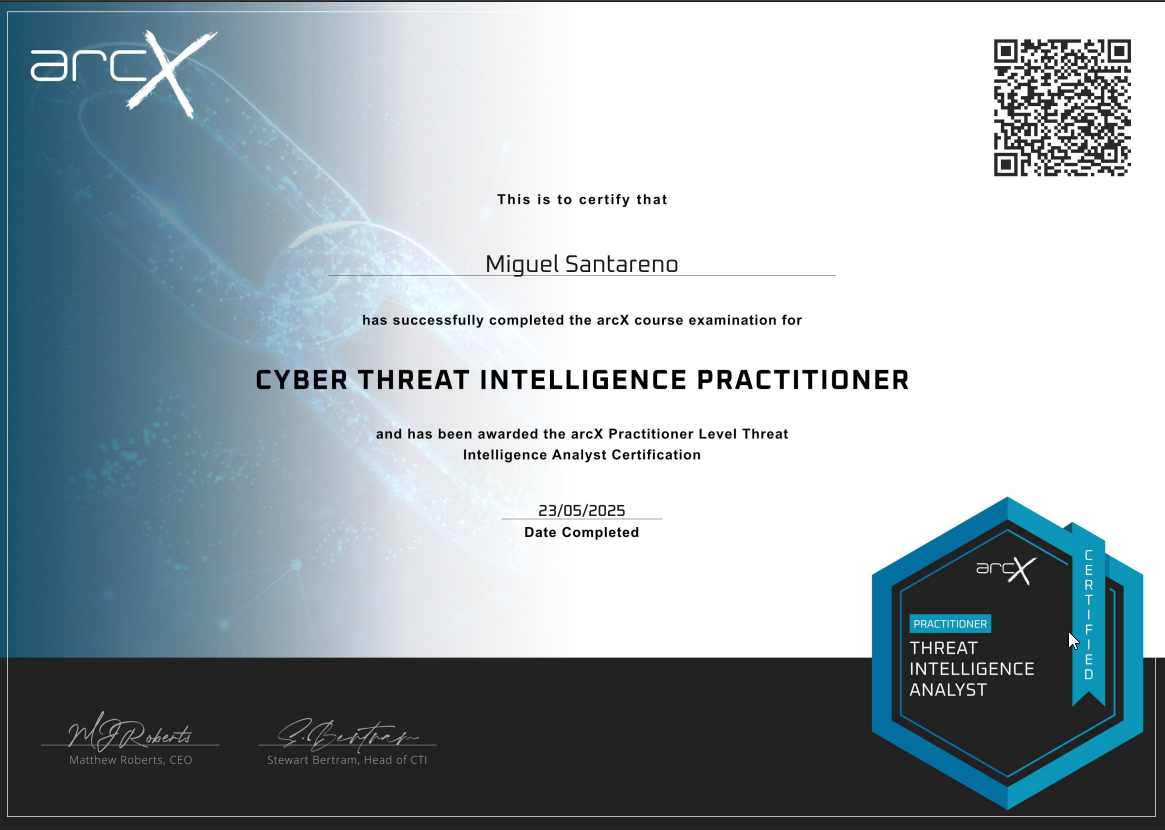 arcX
This is to certify that
Miguel Santareno
has successfully completed the arcX course examination for
CYBER THREAT INTELLIGENCE PRACTITIONER
and has been awarded the arcX Practitioner Level Threat
Intelligence Analyst Certification
23/05/2025
Date Completed
arcX
CERTIFIED
PRACTITIONER
THREAT
INTELLIGENCE
ANALYST
MJRoberts
S.Bertram
Matthew Roberts, CEO
Stewart Bertram, Head of CTI